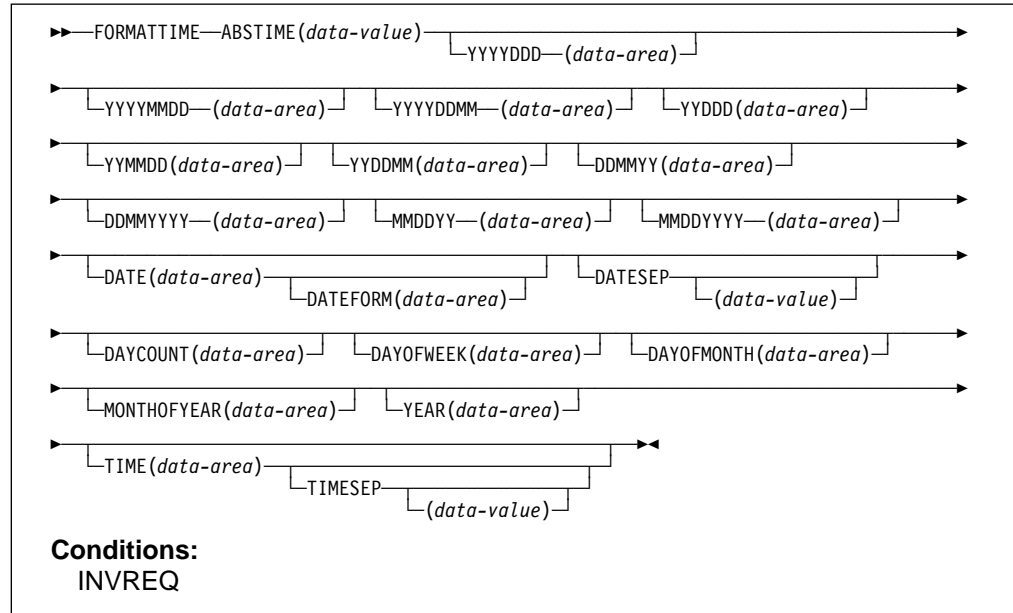 FORMATTIME ABSTIME(data-value)
YYYYDDD (data-area)
YYYYMMDD (data-area) YYYYDDMM (data-area) YYDDD(data-area)
YYMMDD(data-area) YYDDMM(data-area) DDMMYY(data-area)
DDMMYYYY (data-area) MMDDYY (data-area) MMDDYYYY (data-area)
DATE(data-area) DATESEP
DATEFORM(data-area) (data-value)
DAYCOUNT(data-area) DAYOFWEEK(data-area) DAYOFMONTH(data-area)
MONTHOFYEAR(data-area) YEAR(data-area)
TIME(data-area)
TIMESEP
(data-value)
Conditions:
INVREQ